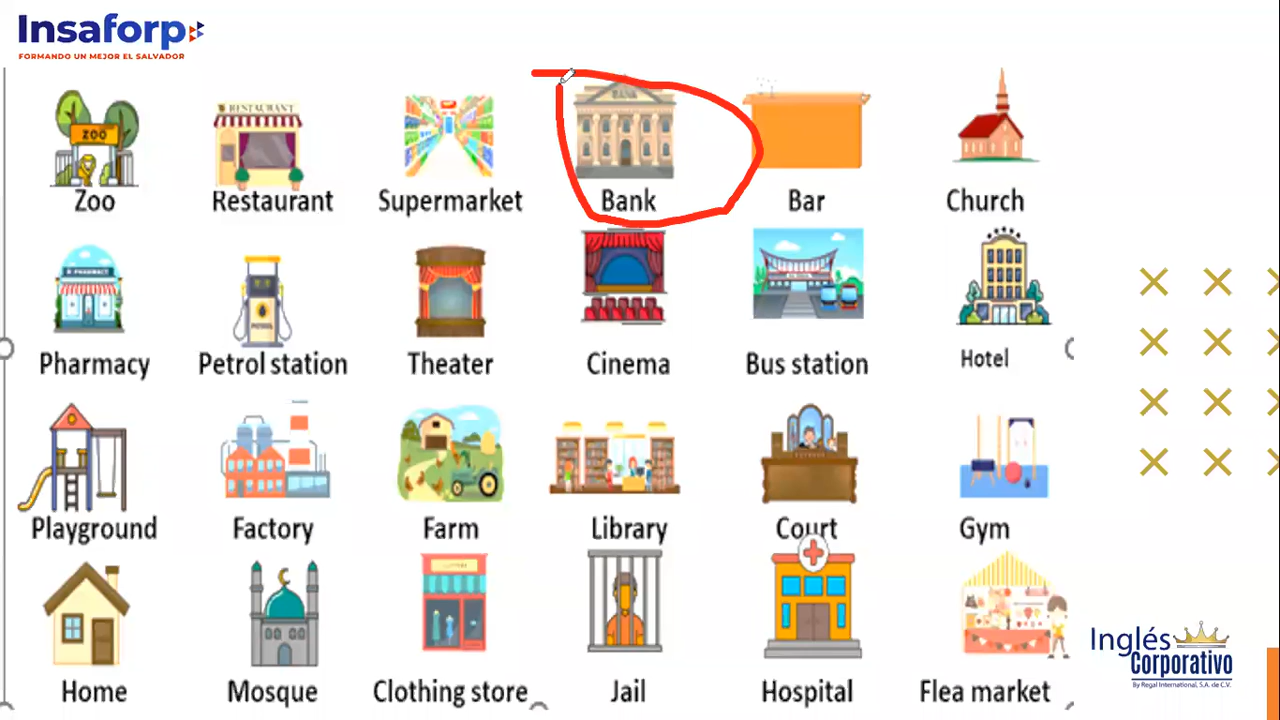 Insaforp
FORMANDO UN MEJOR EL SALVADOR
ZOO
RESTAURANT
BANK
Zoo
Restaurant
Supermarket
Bank
Bar
Church
PHARMACY
PETROL
Pharmacy
Petrol station
Theater
Cinema
Bus station
Hotel
Playground
Factory
Farm
Library
Court
Gym
Home
Mosque
Clothing store
Jail
Hospital
Flea market
Inglés
Corporativo
By Regal International, S.A. de C.V.